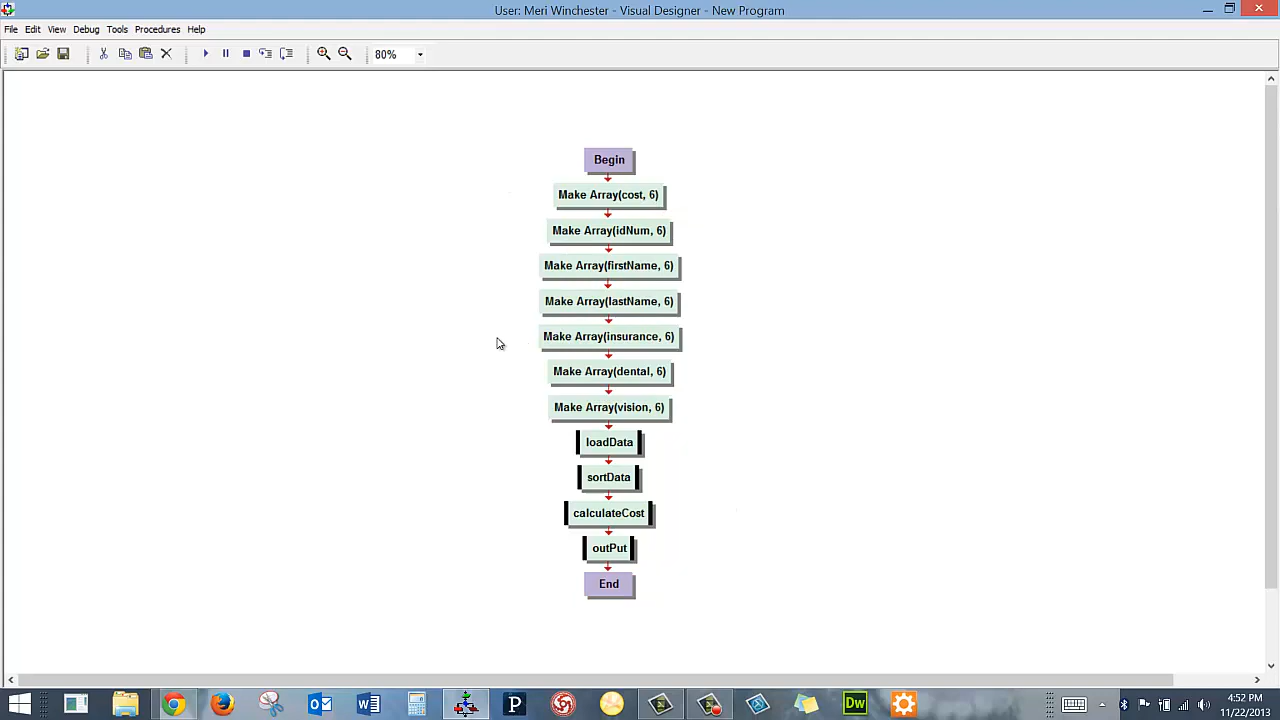 User: Meri Winchester - Visual Designer - New Program
File Edit View Debug Tools Procedures Help
80%
Begin
Make Array(cost, 6)
Make Array(idNum, 6)
Make Array(firstName, 6)
Make Array(lastName, 6)
Make Array(insurance, 6)
Make Array(dental, 6)
Make Array(vision, 6)
loadData
sortData
calculateCost
outPut
End
P
Dw
4:52 PM
11/22/2013